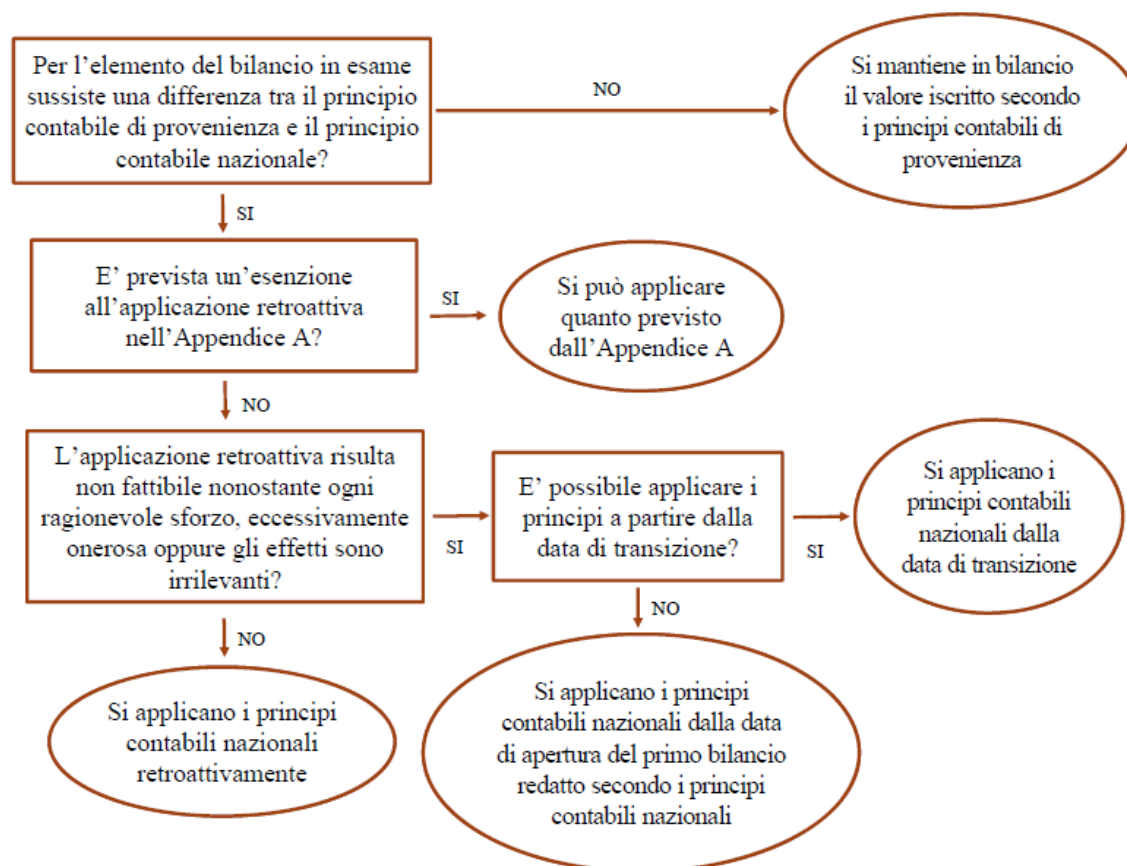 Per l’elemento del bilancio in esame
sussiste una differenza tra il principio
contabile di provenienza e il principio
contabile nazionale?
NO
Si mantiene in bilancio
il valore iscritto secondo
i principi contabili di
provenienza
SI
E’ prevista un’esenzione
all’applicazione retroattiva
nell’Appendice A?
SI
Si può applicare
quanto previsto
dall’Appendice A
NO
L’applicazione retroattiva risulta
non fattibile nonostante ogni
ragionevole sforzo, eccessivamente
onerosa oppure gli effetti sono
irrilevanti?
SI
E’ possibile applicare i
principi a partire dalla
data di transizione?
SI
Si applicano i
principi contabili
nazionali dalla
data di transizione
NO
Si applicano i principi
contabili nazionali
retroattivamente
NO
Si applicano i principi
contabili nazionali dalla data
di apertura del primo bilancio
redatto secondo i principi
contabili nazionali